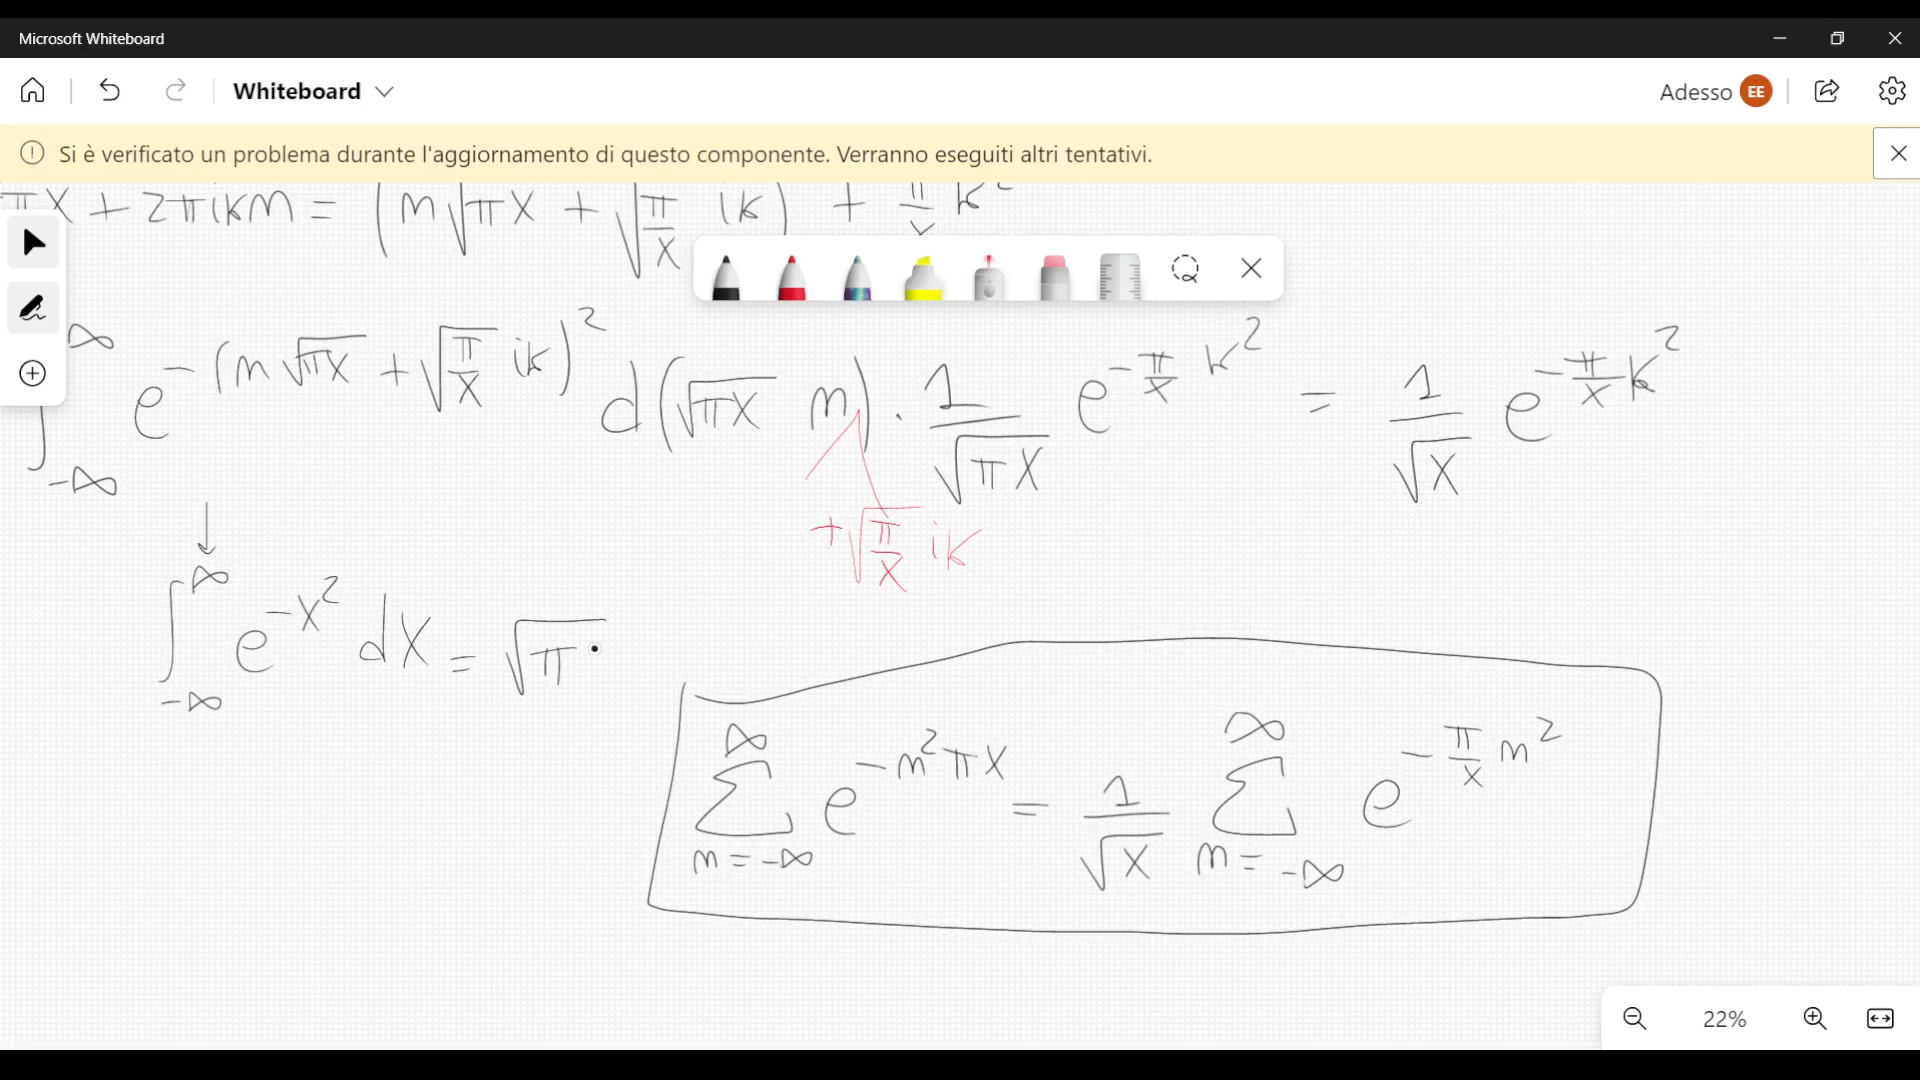 Microsoft Whiteboard
Whiteboard
Adesso EE
Si è verificato un problema durante l'aggiornamento di questo componente. Verranno eseguiti altri tentativi.
πx + 2πikm = (m√πx + √(π/x) ik) + π/x k²
∫_{-∞}^{∞} e^{-(m√πx + √(π/x) ik)²} d(√πx m) · 1/√πx e^{-π/x k²} = 1/√x e^{-π/x k²}
+√(π/x) ik
↓
∫_{-∞}^{∞} e^{-x²} dx = √π
∑_{m=-∞}^{∞} e^{-m²πx} = 1/√x ∑_{m=-∞}^{∞} e^{-π/x m²}
22%